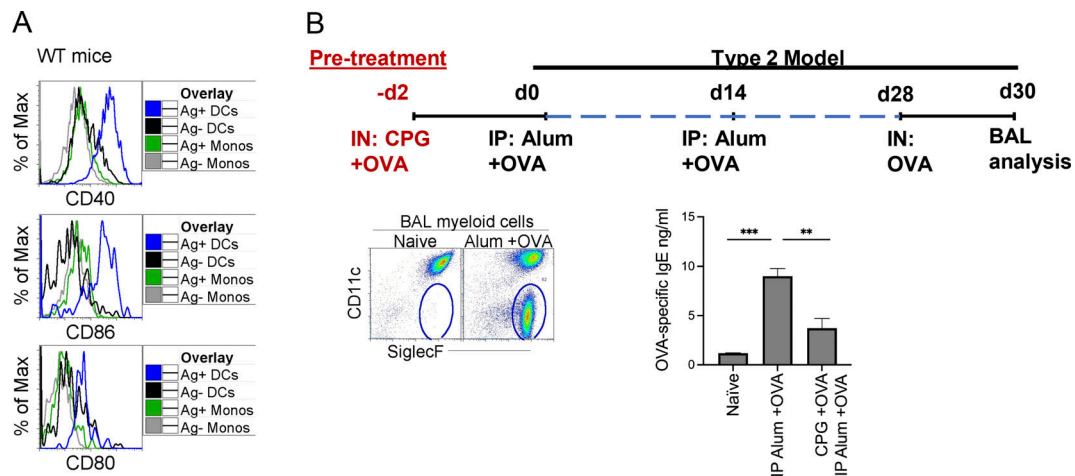 A
WT mice
% of Max
Overlay
Ag+ DCs
Ag- DCs
Ag+ Monos
Ag- Monos
CD40
% of Max
Overlay
Ag+ DCs
Ag- DCs
Ag+ Monos
Ag- Monos
CD86
% of Max
Overlay
Ag+ DCs
Ag- DCs
Ag+ Monos
Ag- Monos
CD80
B
Pre-treatment
Type 2 Model
-d2 d0 d14 d28 d30
IN: CPG IP: Alum IP: Alum IN: BAL
+OVA +OVA +OVA OVA analysis
BAL myeloid cells
Naive Alum +OVA
CD11c
SiglecF
OVA-specific IgE ng/ml
15
10
5
0
*** **
Naïve
IP Alum +OVA
CPG +OVA
IP Alum +OVA